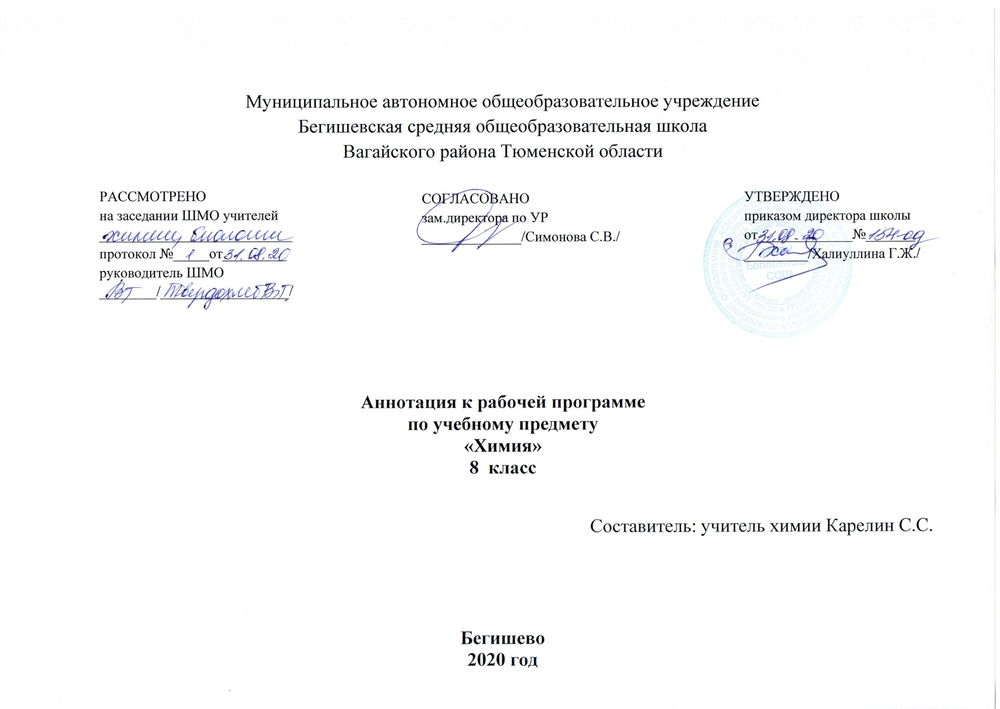 Муниципальное автономное общеобразовательное учреждение
Бегишевская средняя общеобразовательная школа
Вагайского района Тюменской области
РАССМОТРЕНО
на заседании ШМО учителей
химии, биологии
протокол № 1 от 31.08.20
руководитель ШМО
ВТ / Твердохлеб В.Г. /
СОГЛАСОВАНО
зам.директора по УР
/Симонова С.В./
УТВЕРЖДЕНО
приказом директора школы
от 31.08.20 № 154-од
/Халиуллина Г.Ж./
Бегишевская
СОШ
Аннотация к рабочей программе
по учебному предмету
«Химия»
8 класс
Составитель: учитель химии Карелин С.С.
Бегишево
2020 год